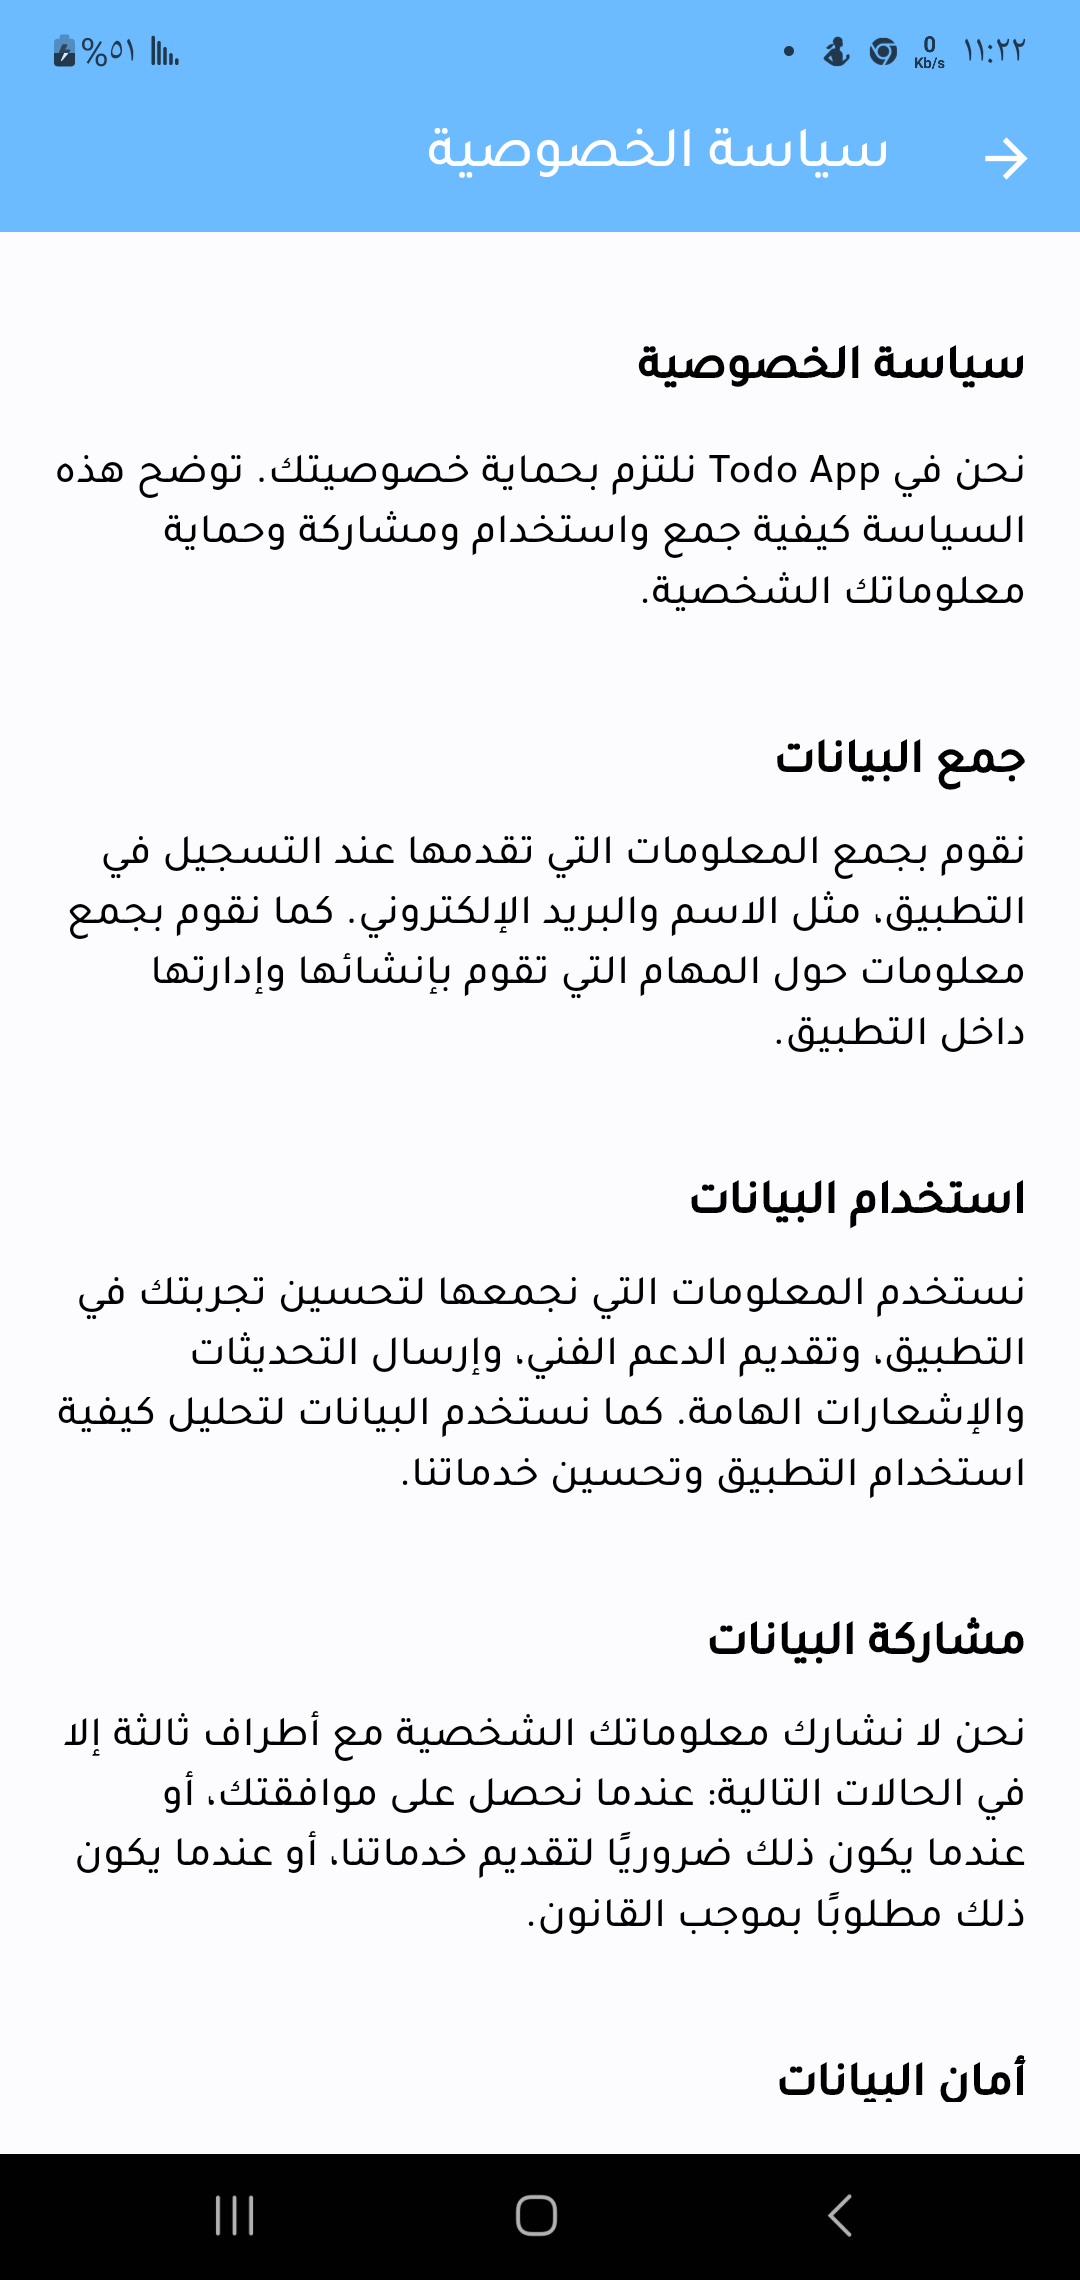 ١١:٢٢ 0 Kb/s %٥١
سياسة الخصوصية
سياسة الخصوصية
نحن في Todo App نلتزم بحماية خصوصيتك. توضح هذه
السياسة كيفية جمع واستخدام ومشاركة وحماية
معلوماتك الشخصية.
جمع البيانات
نقوم بجمع المعلومات التي تقدمها عند التسجيل في
التطبيق، مثل الاسم والبريد الإلكتروني. كما نقوم بجمع
معلومات حول المهام التي تقوم بإنشائها وإدارتها
داخل التطبيق.
استخدام البيانات
نستخدم المعلومات التي نجمعها لتحسين تجربتك في
التطبيق، وتقديم الدعم الفني، وإرسال التحديثات
والإشعارات الهامة. كما نستخدم البيانات لتحليل كيفية
استخدام التطبيق وتحسين خدماتنا.
مشاركة البيانات
نحن لا نشارك معلوماتك الشخصية مع أطراف ثالثة إلا
في الحالات التالية: عندما نحصل على موافقتك، أو
عندما يكون ذلك ضروريًا لتقديم خدماتنا، أو عندما يكون
ذلك مطلوبًا بموجب القانون.
أمان البيانات